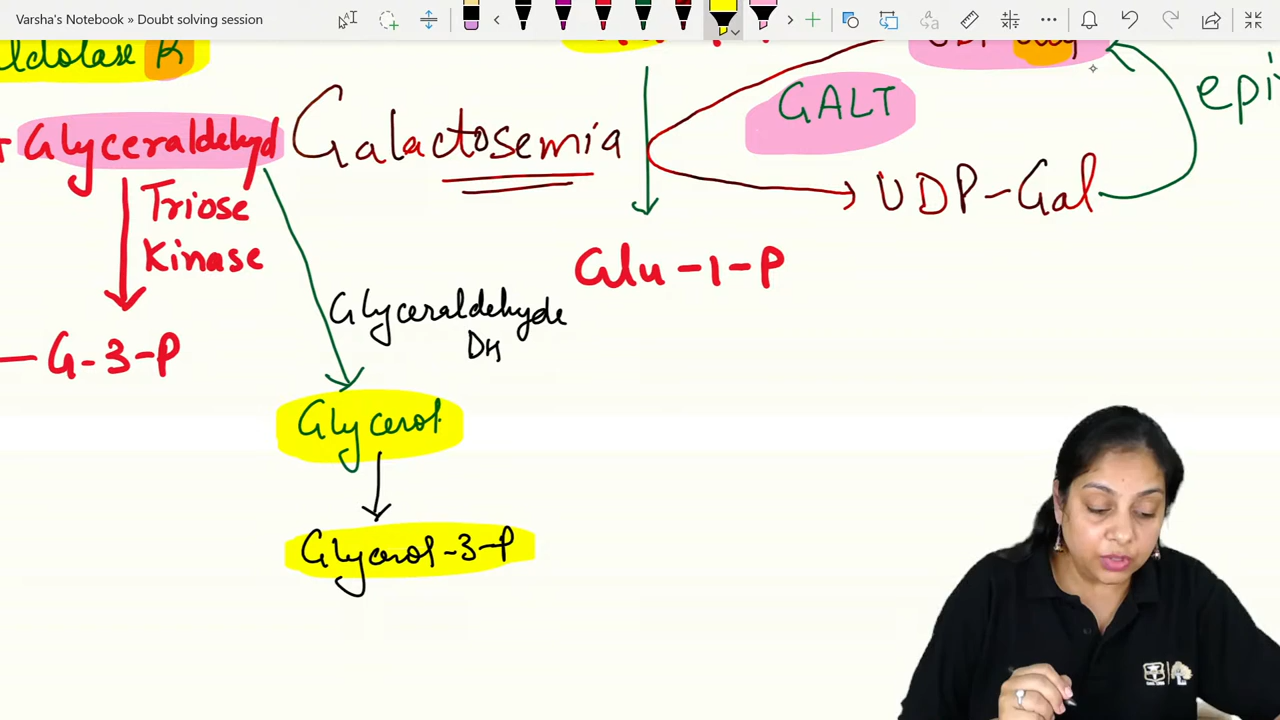 Varsha's Notebook » Doubt solving session
ldolase
Glyceraldehyd
Galactosemia
GALT
epi
Triose
Kinase
UDP-Gal
Glu-1-P
Glyceraldehyde
DH
G-3-P
Glycerol
Glycerol-3-P